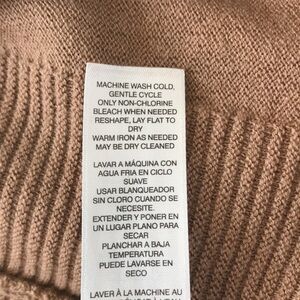 MACHINE WASH COLD,
GENTLE CYCLE
ONLY NON-CHLORINE
BLEACH WHEN NEEDED
RESHAPE, LAY FLAT TO
DRY
WARM IRON AS NEEDED
MAY BE DRY CLEANED
LAVAR A MÁQUINA CON
AGUA FRIA EN CICLO
SUAVE
USAR BLANQUEADOR
SIN CLORO CUANDO SE
NECESITE.
EXTENDER Y PONER EN
UN LUGAR PLANO PARA
SECAR
PLANCHAR A BAJA
TEMPERATURA
PUEDE LAVARSE EN
SECO
LAVER À LA MACHINE AU